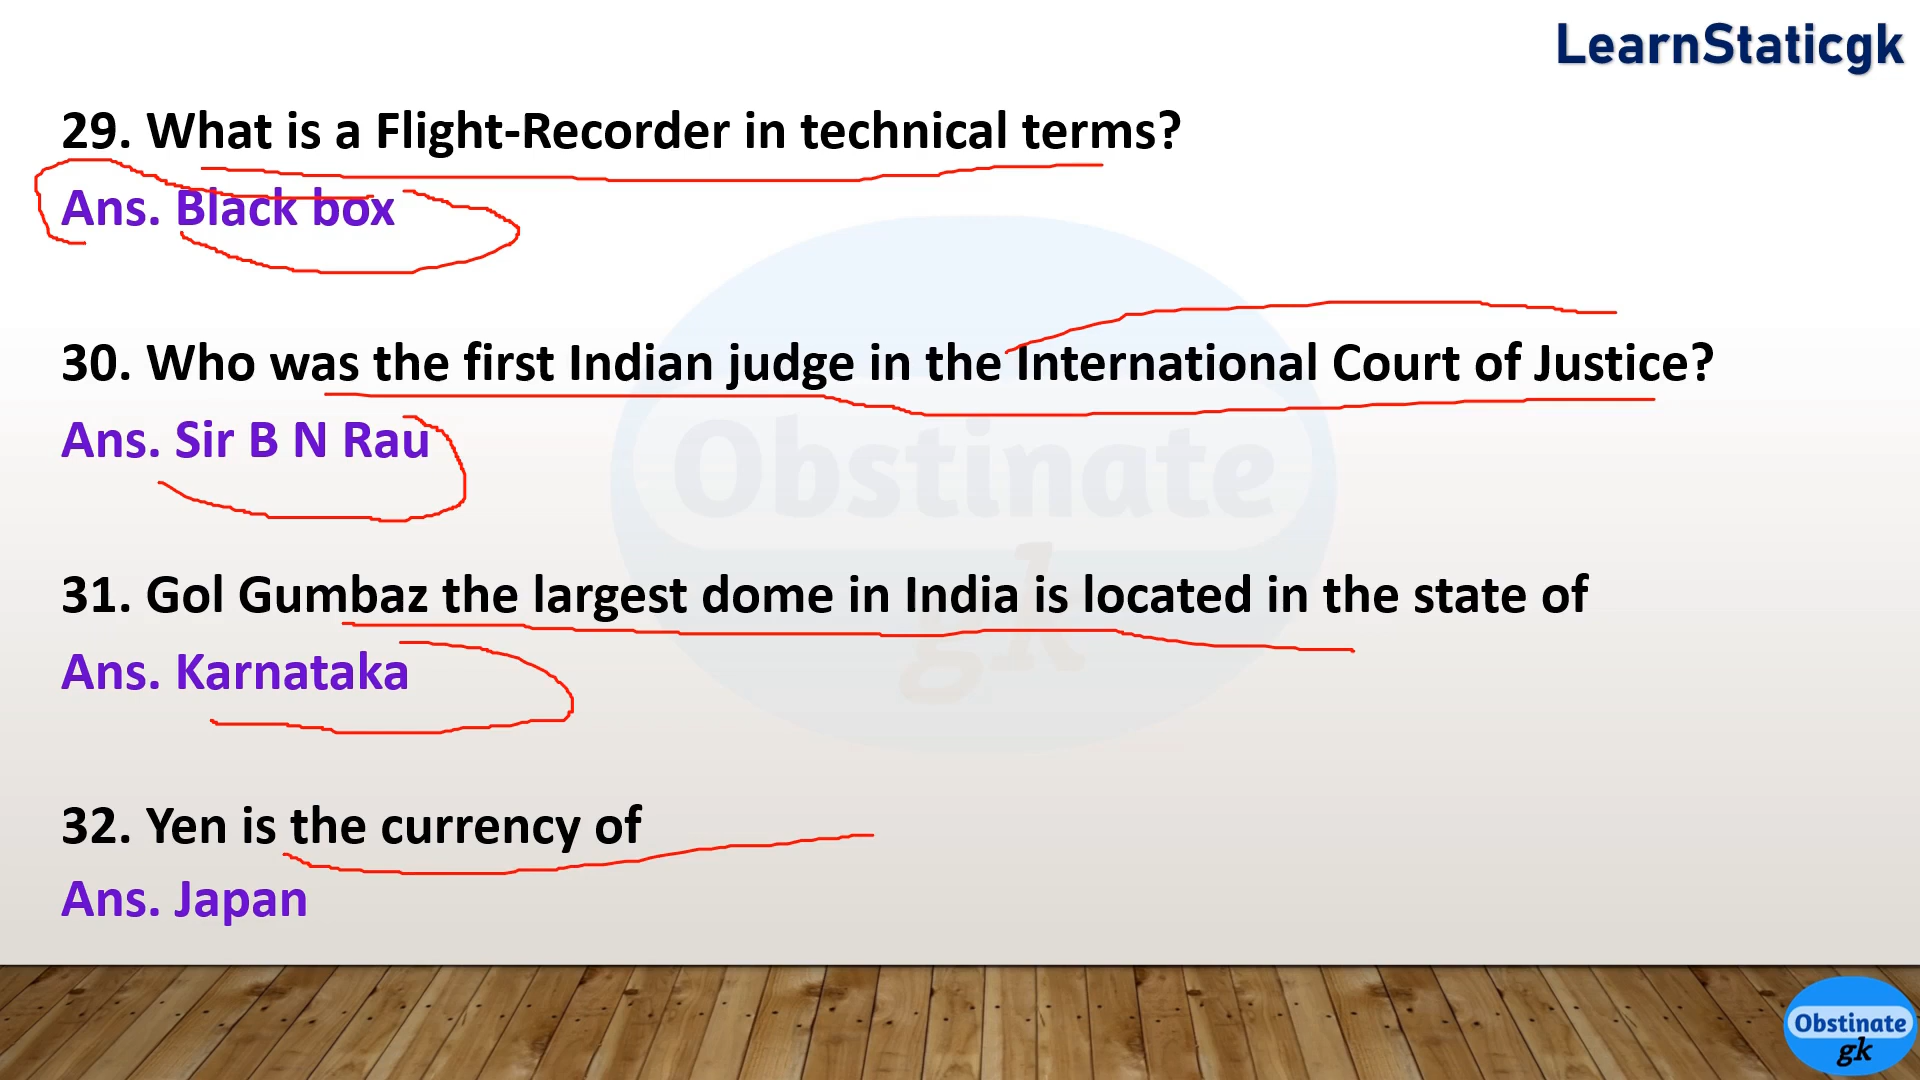 LearnStaticgk
29. What is a Flight-Recorder in technical terms?
Ans. Black box
30. Who was the first Indian judge in the International Court of Justice?
Ans. Sir B N Rau
Obstinate
gk
31. Gol Gumbaz the largest dome in India is located in the state of
Ans. Karnataka
32. Yen is the currency of
Ans. Japan
Obstinate
gk